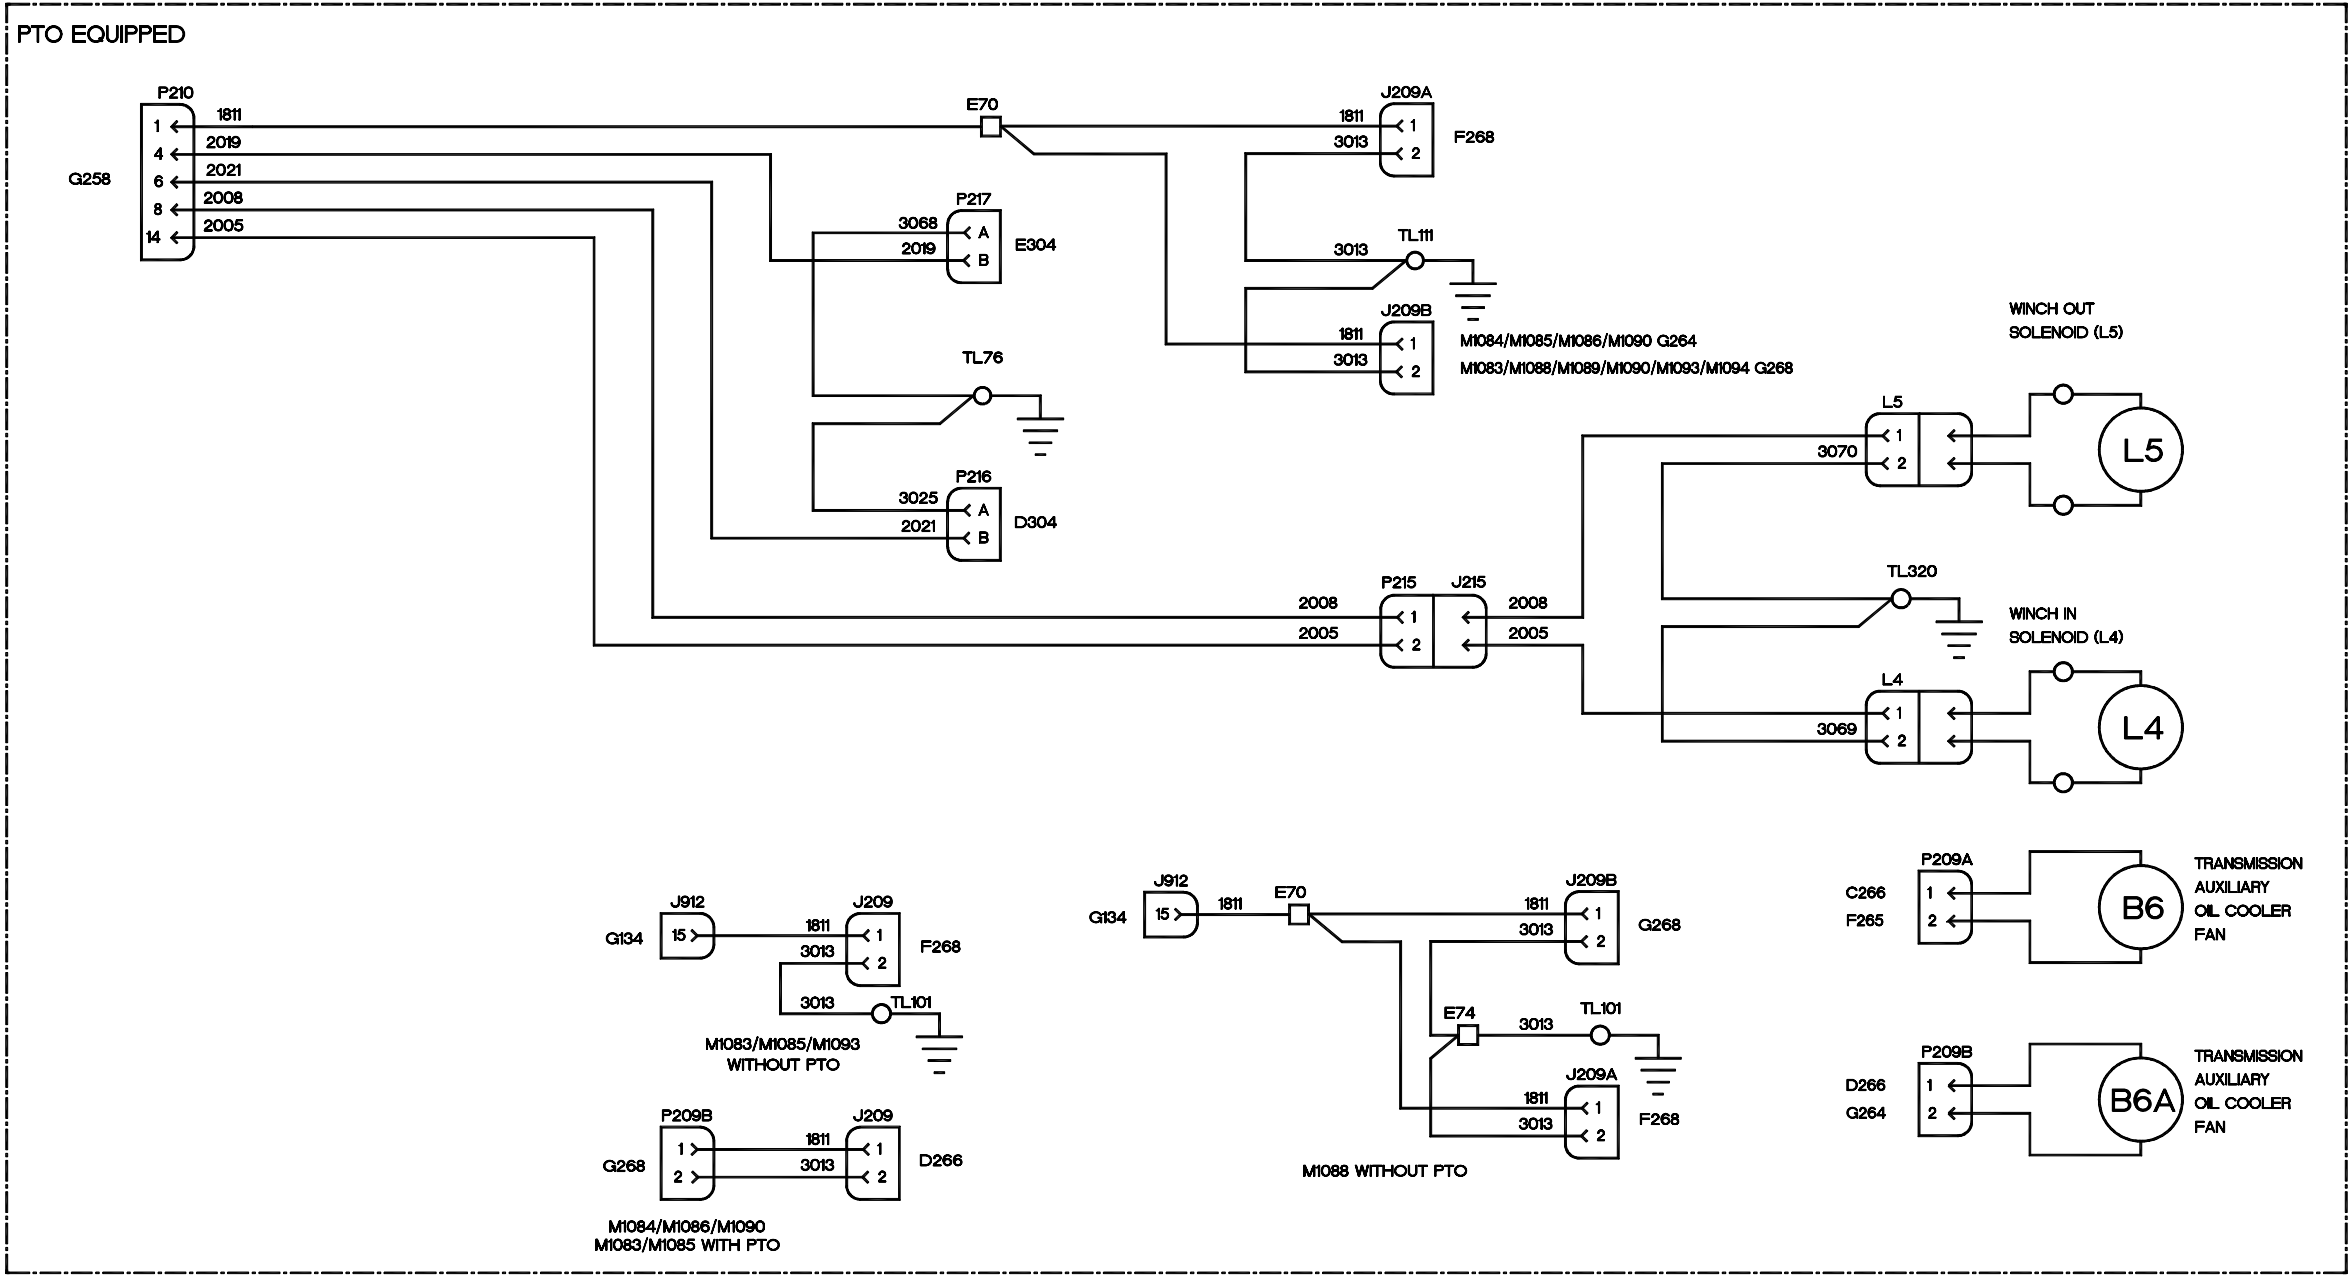 PTO EQUIPPED
P210
G258
1
1811
4
2019
6
2021
8
2008
14
2005
E70
J209A
1811
1
3013
2
F268
P217
3068
A
2019
B
E304
TL111
3013
J209B
1811
1
3013
2
M1084/M1085/M1086/M1090 G264
M1083/M1088/M1089/M1090/M1093/M1094 G268
TL76
P216
3025
A
2021
B
D304
WINCH OUT
SOLENOID (L5)
L5
1
3070
2
L5
P215
J215
2008
1
2008
2005
2
2005
TL320
WINCH IN
SOLENOID (L4)
L4
1
3069
2
L4
J912
G134
15
J209
1811
1
3013
2
F268
3013
TL101
M1083/M1085/M1093
WITHOUT PTO
P209B
G268
1
2
J209
1811
1
3013
2
D266
M1084/M1086/M1090
M1083/M1085 WITH PTO
J912
G134
15
1811
E70
J209B
1811
1
3013
2
G268
E74
3013
TL101
J209A
1811
1
3013
2
F268
M1088 WITHOUT PTO
P209A
C266
1
F265
2
B6
TRANSMISSION
AUXILIARY
OIL COOLER
FAN
P209B
D266
1
G264
2
B6A
TRANSMISSION
AUXILIARY
OIL COOLER
FAN